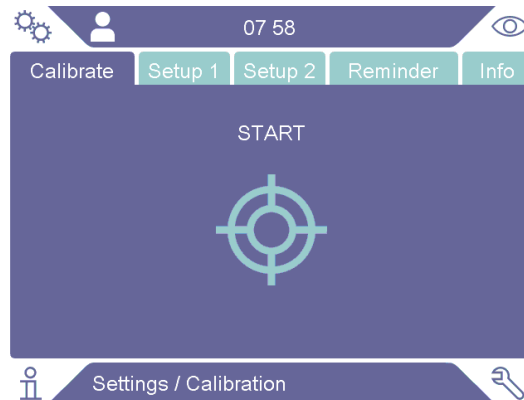 07 58
Calibrate Setup 1 Setup 2 Reminder Info
START
Settings / Calibration